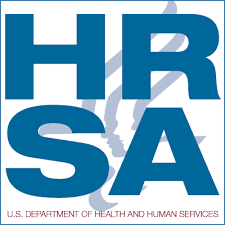 HR
SA
U.S. DEPARTMENT OF HEALTH AND HUMAN SERVICES